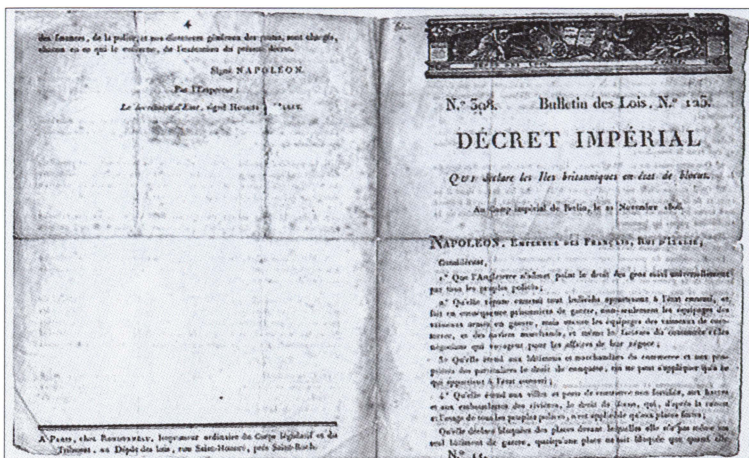 4
des finances, de la police, et nos directeurs généraux des postes, sont chargés,
chacun en ce qui le concerne, de l'exécution du présent décret.
Signé NAPOLÉON.
Par l'Empereur:
Le Secrétaire d'État, signé Hugues
A Paris, chez Rondonneau, Imprimeur ordinaire du Corps législatif et du
Tribunat, au Dépôt des lois, rue Saint-Honoré, près Saint-Roch.
N.º 398. Bulletin des Lois. N.º 123.
DÉCRET IMPÉRIAL
QUI déclare les Iles britanniques en état de blocus.
Au Camp impérial de Berlin, le 21 Novembre 1806.
NAPOLÉON, Empereur des Français, Roi d'Italie;
Considérant,
1.º Que l'Angleterre n'admet point le droit des gens suivi universellement
par tous les peuples policés;
2.º Qu'elle répute ennemi tout individu appartenant à l'état ennemi, et
fait en conséquence prisonniers de guerre, non-seulement les équipages des
vaisseaux armés en guerre, mais encore les équipages des vaisseaux de com-
merce, et des navires marchands, et même les facteurs du commerce et les
négocians qui voyagent pour les affaires de leur négoce;
3.º Qu'elle étend aux bâtimens et marchandises du commerce et aux pro-
priétés des particuliers le droit de conquête, qui ne peut s'appliquer qu'à ce
qui appartient à l'état ennemi;
4.º Qu'elle étend aux villes et ports de commerce non fortifiés, aux havres
et aux embouchures des rivières, le droit de blocus, qui, d'après la raison
et l'usage de tous les peuples policés, n'est applicable qu'aux places fortes;
Qu'elle déclare bloquées des places devant lesquelles elle n'a pas même un
seul bâtiment de guerre, quoiqu'une place ne soit bloquée que quand elle
N.º 11.